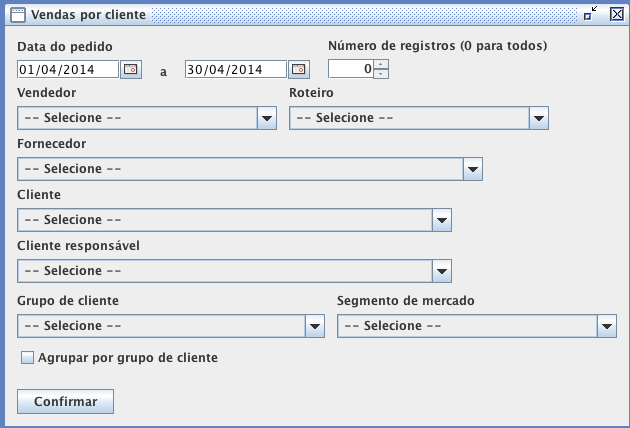 Vendas por cliente
Data do pedido
Número de registros (0 para todos)
01/04/2014 a 30/04/2014 0
Vendedor Roteiro
-- Selecione -- -- Selecione --
Fornecedor
-- Selecione --
Cliente
-- Selecione --
Cliente responsável
-- Selecione --
Grupo de cliente Segmento de mercado
-- Selecione -- -- Selecione --
Agrupar por grupo de cliente
Confirmar